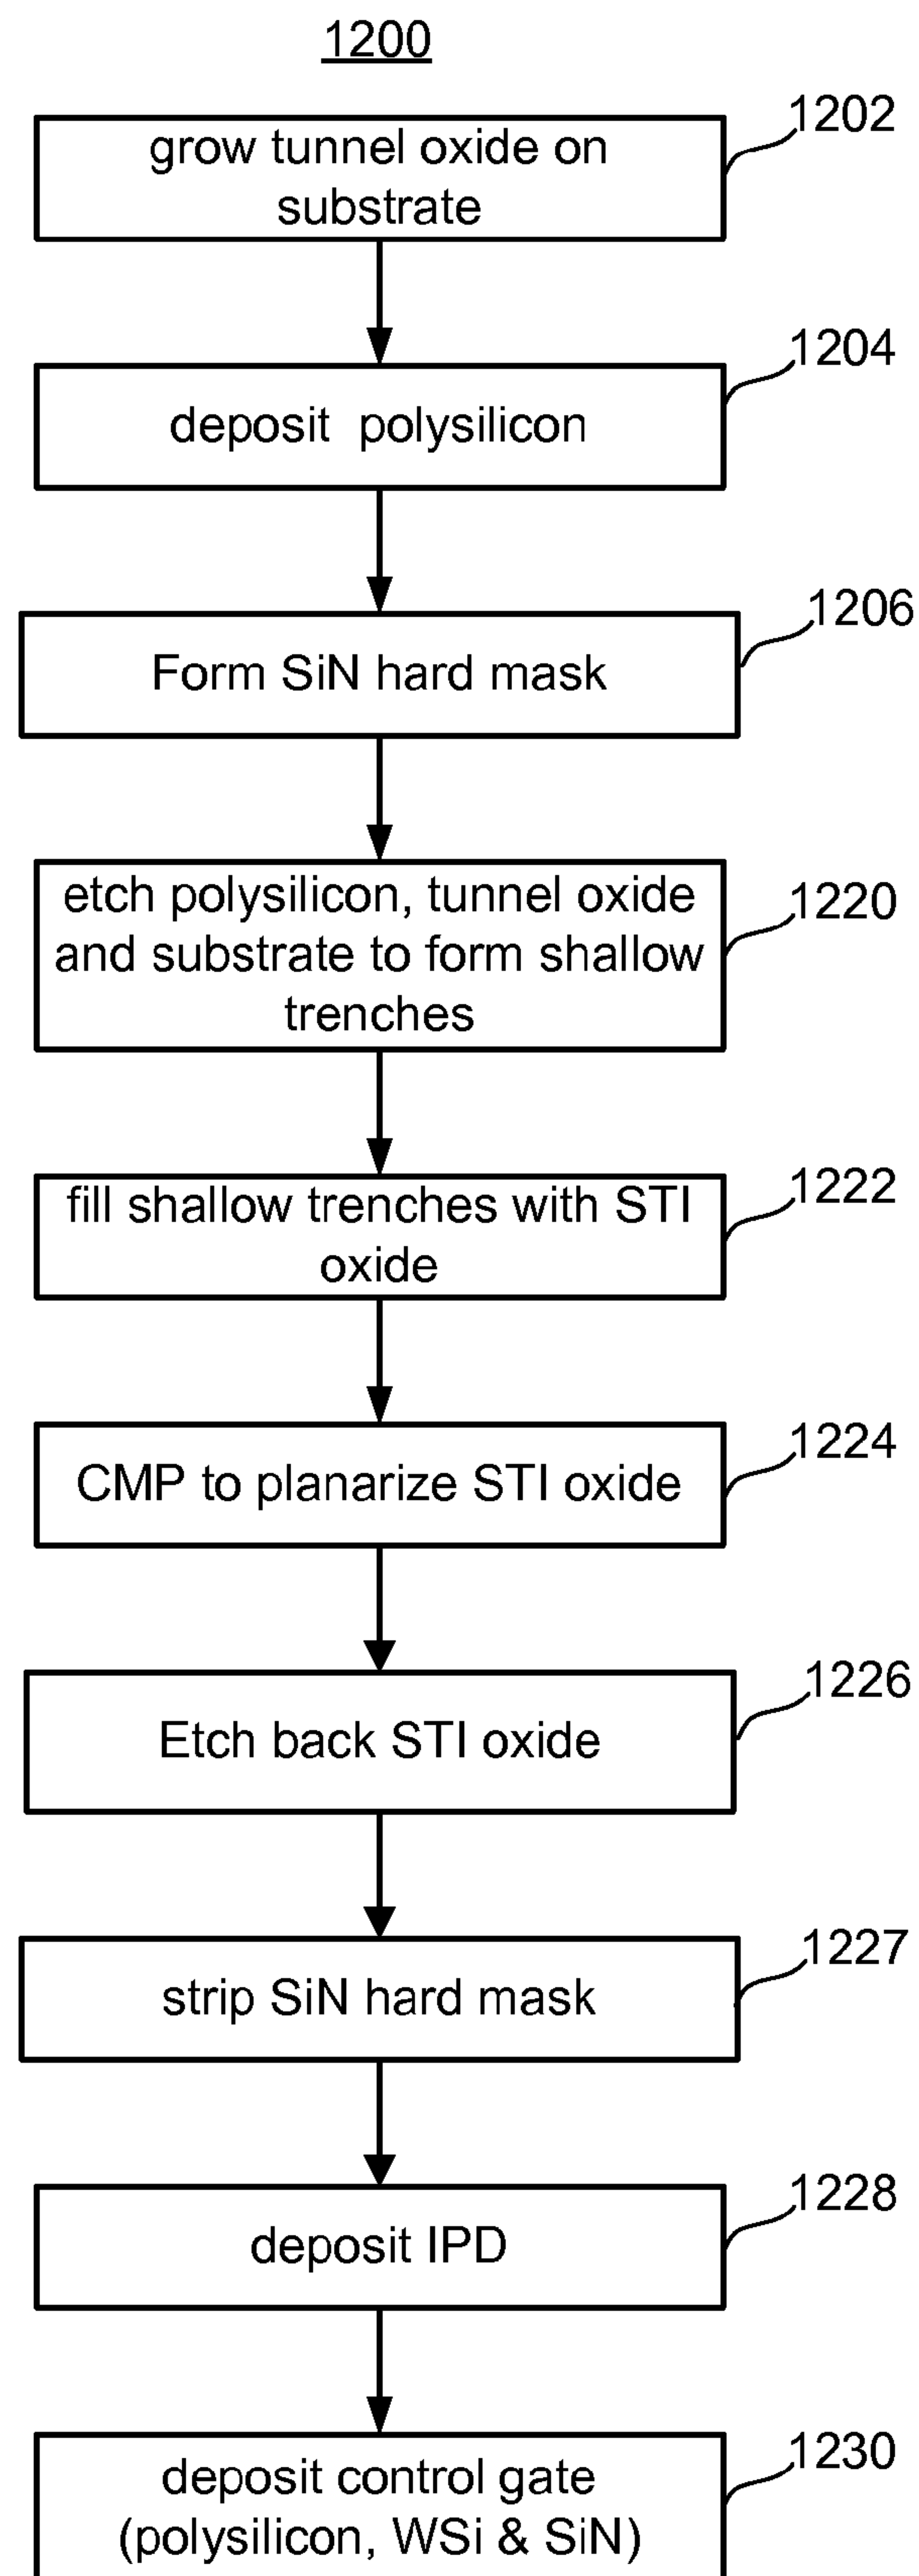 1200
1202
grow tunnel oxide on
substrate
1204
deposit polysilicon
1206
Form SiN hard mask
1220
etch polysilicon, tunnel oxide
and substrate to form shallow
trenches
1222
fill shallow trenches with STI
oxide
1224
CMP to planarize STI oxide
1226
Etch back STI oxide
1227
strip SiN hard mask
1228
deposit IPD
1230
deposit control gate
(polysilicon, WSi & SiN)